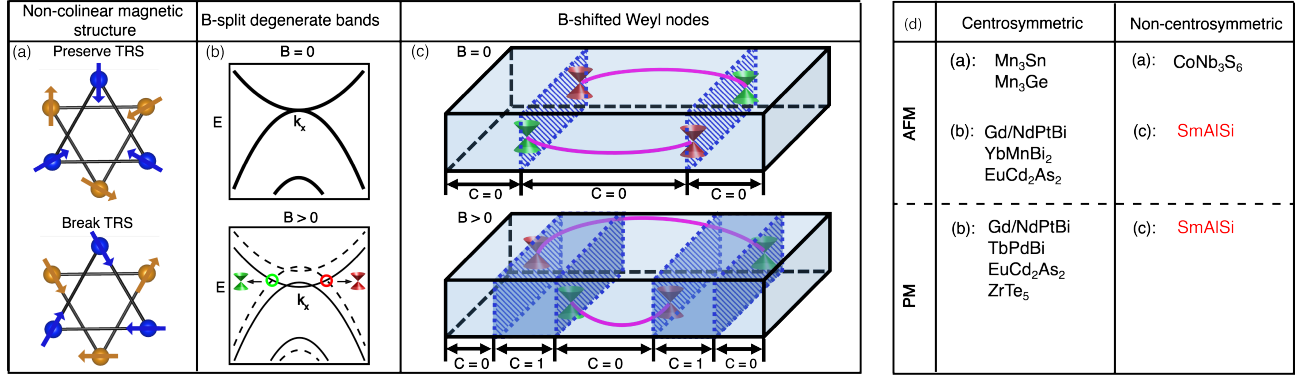 Non-colinear magnetic
structure
B-split degenerate bands
B-shifted Weyl nodes
(a)
Preserve TRS
Break TRS
(b)
B = 0
E
kₓ
B > 0
E
kₓ
(c)
B = 0
C = 0
C = 0
C = 0
B > 0
C = 0
C = 1
C = 0
C = 1
C = 0
(d)
Centrosymmetric
Non-centrosymmetric
AFM
(a): Mn₃Sn
Mn₃Ge
(a): CoNb₃S₆
(b): Gd/NdPtBi
YbMnBi₂
EuCd₂As₂
(c): SmAlSi
PM
(b): Gd/NdPtBi
TbPdBi
EuCd₂As₂
ZrTe₅
(c): SmAlSi